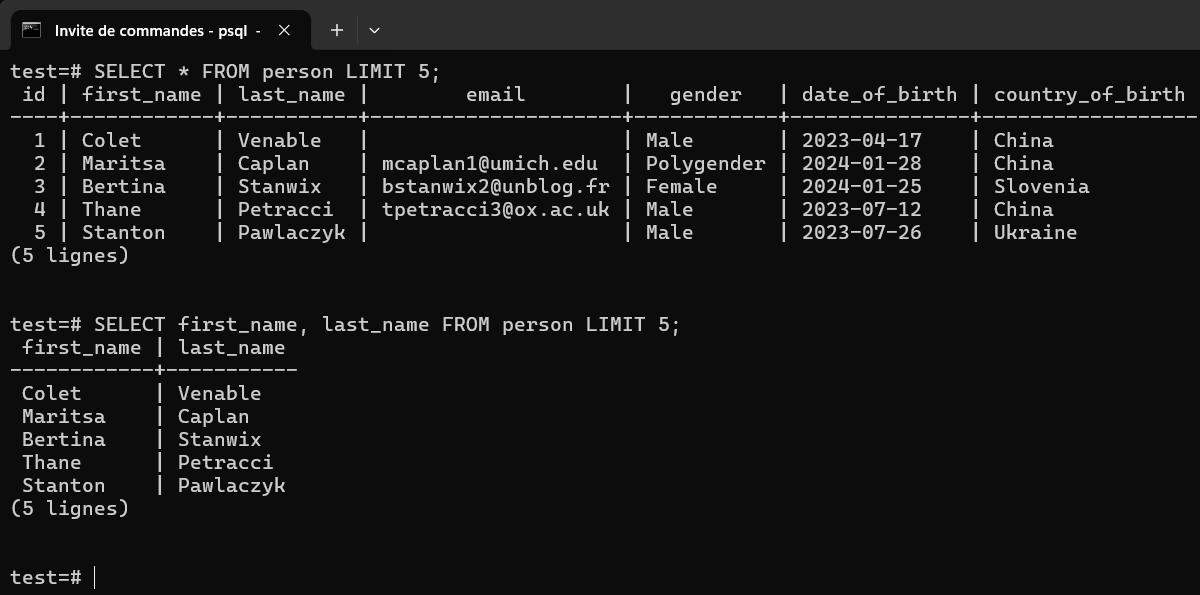 Invite de commandes - psql -
test=# SELECT * FROM person LIMIT 5;
 id | first_name | last_name |        email        |   gender   | date_of_birth | country_of_birth
----+------------+-----------+---------------------+------------+---------------+------------------
  1 | Colet      | Venable   |                     | Male       | 2023-04-17    | China
  2 | Maritsa    | Caplan    | mcaplan1@umich.edu  | Polygender | 2024-01-28    | China
  3 | Bertina    | Stanwix   | bstanwix2@unblog.fr | Female     | 2024-01-25    | Slovenia
  4 | Thane      | Petracci  | tpetracci3@ox.ac.uk | Male       | 2023-07-12    | China
  5 | Stanton    | Pawlaczyk |                     | Male       | 2023-07-26    | Ukraine
(5 lignes)
test=# SELECT first_name, last_name FROM person LIMIT 5;
 first_name | last_name
------------+-----------
 Colet      | Venable
 Maritsa    | Caplan
 Bertina    | Stanwix
 Thane      | Petracci
 Stanton    | Pawlaczyk
(5 lignes)
test=#